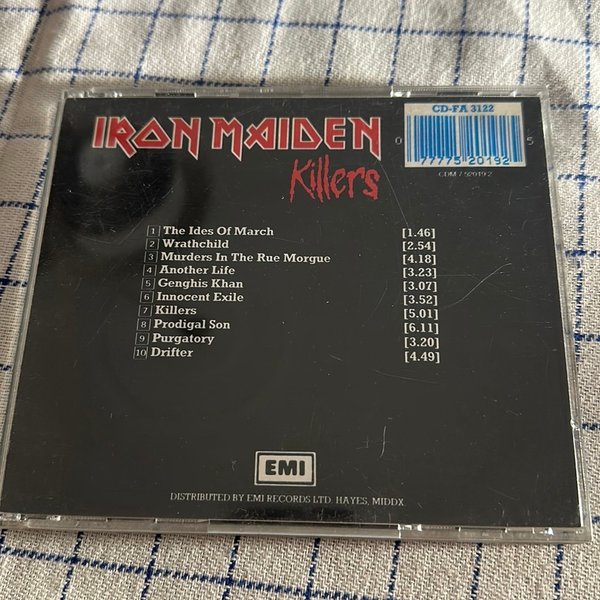 IRON MAIDEN
Killers
CD-FA 3122
0 77775 20192 5
CDM 7 52019 2
1 The Ides Of March [1.46]
2 Wrathchild [2.54]
3 Murders In The Rue Morgue [4.18]
4 Another Life [3.23]
5 Genghis Khan [3.07]
6 Innocent Exile [3.52]
7 Killers [5.01]
8 Prodigal Son [6.11]
9 Purgatory [3.20]
10 Drifter [4.49]
EMI
DISTRIBUTED BY EMI RECORDS LTD. HAYES, MIDDX.